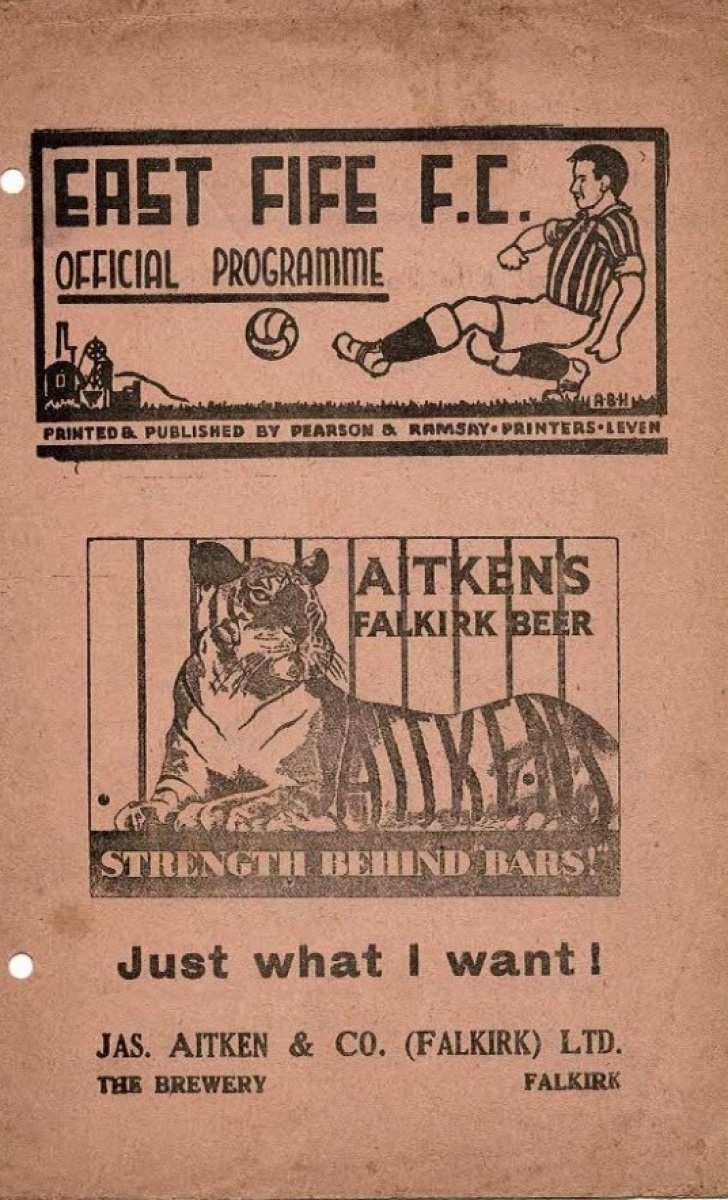 EAST FIFE F.C.
OFFICIAL PROGRAMME
A.B.H.
PRINTED & PUBLISHED BY PEARSON & RAMSAY • PRINTERS • LEVEN
AITKEN'S
FALKIRK BEER
AITKEN'S
STRENGTH BEHIND "BARS!"
Just what I want!
JAS. AITKEN & CO. (FALKIRK) LTD.
THE BREWERY FALKIRK